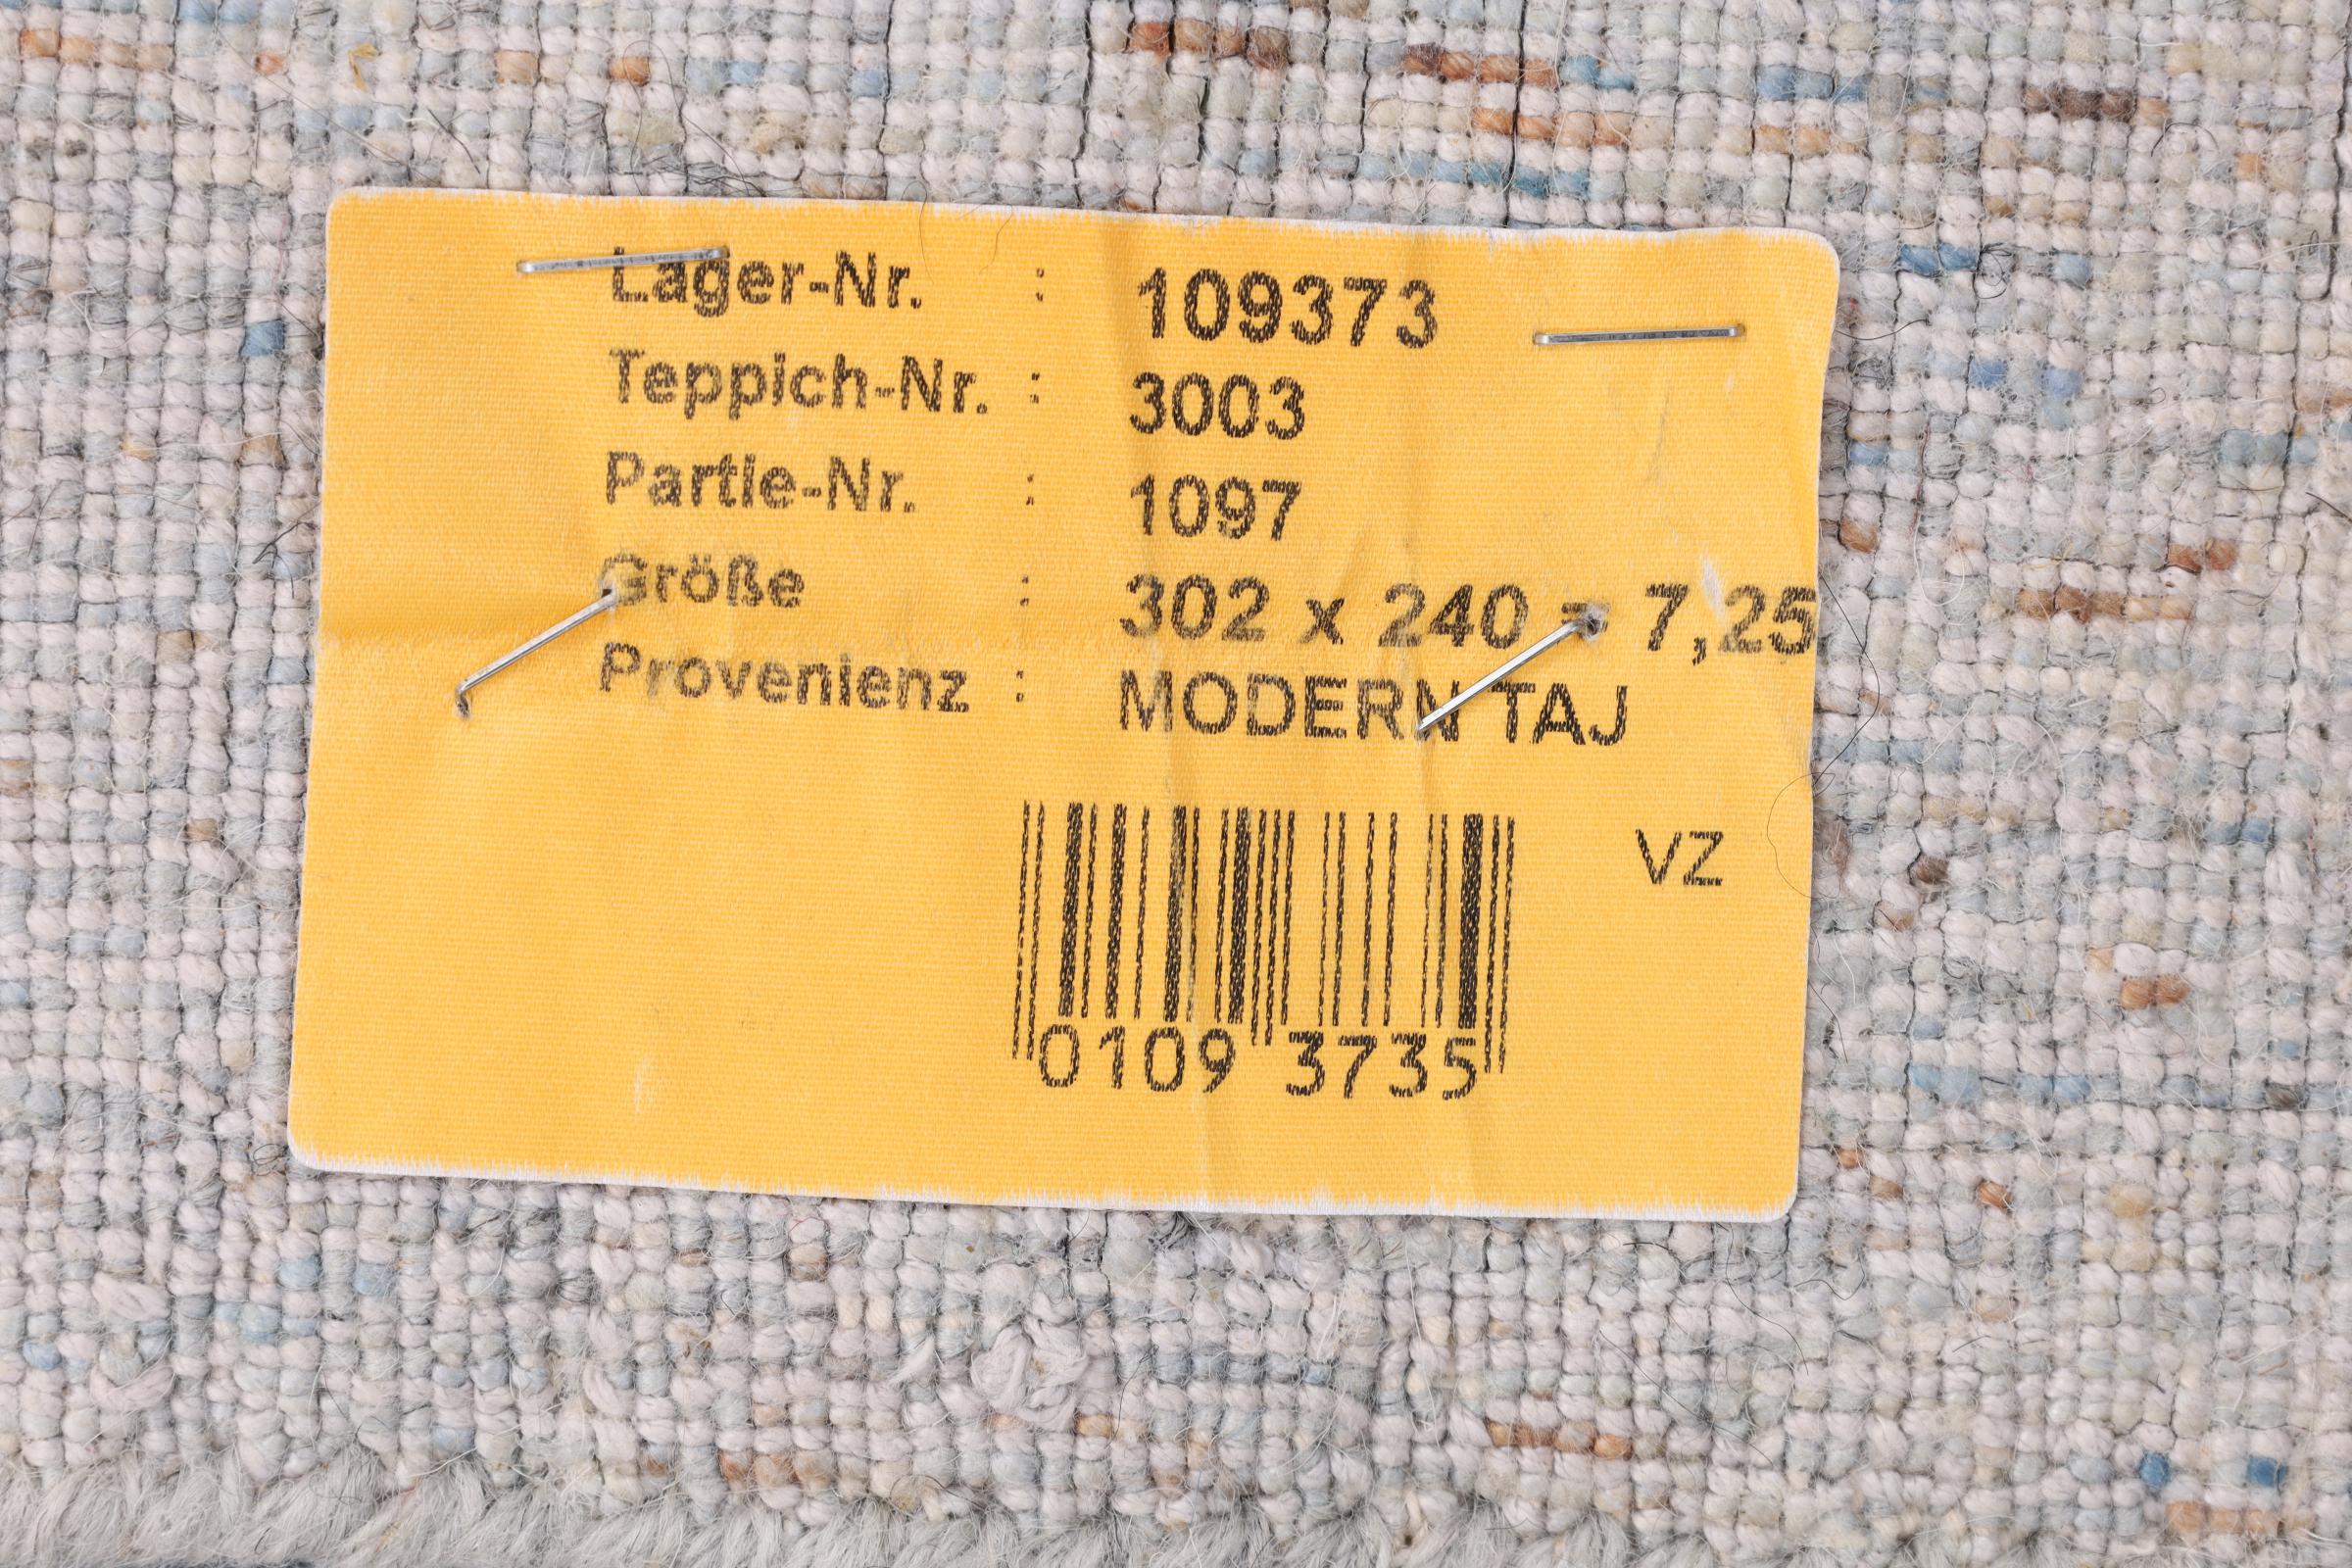 Lager-Nr. : 109373
Teppich-Nr. : 3003
Partie-Nr. : 1097
Größe : 302 x 240 = 7,25
Provenienz : MODERN TAJ
VZ
0109 3735